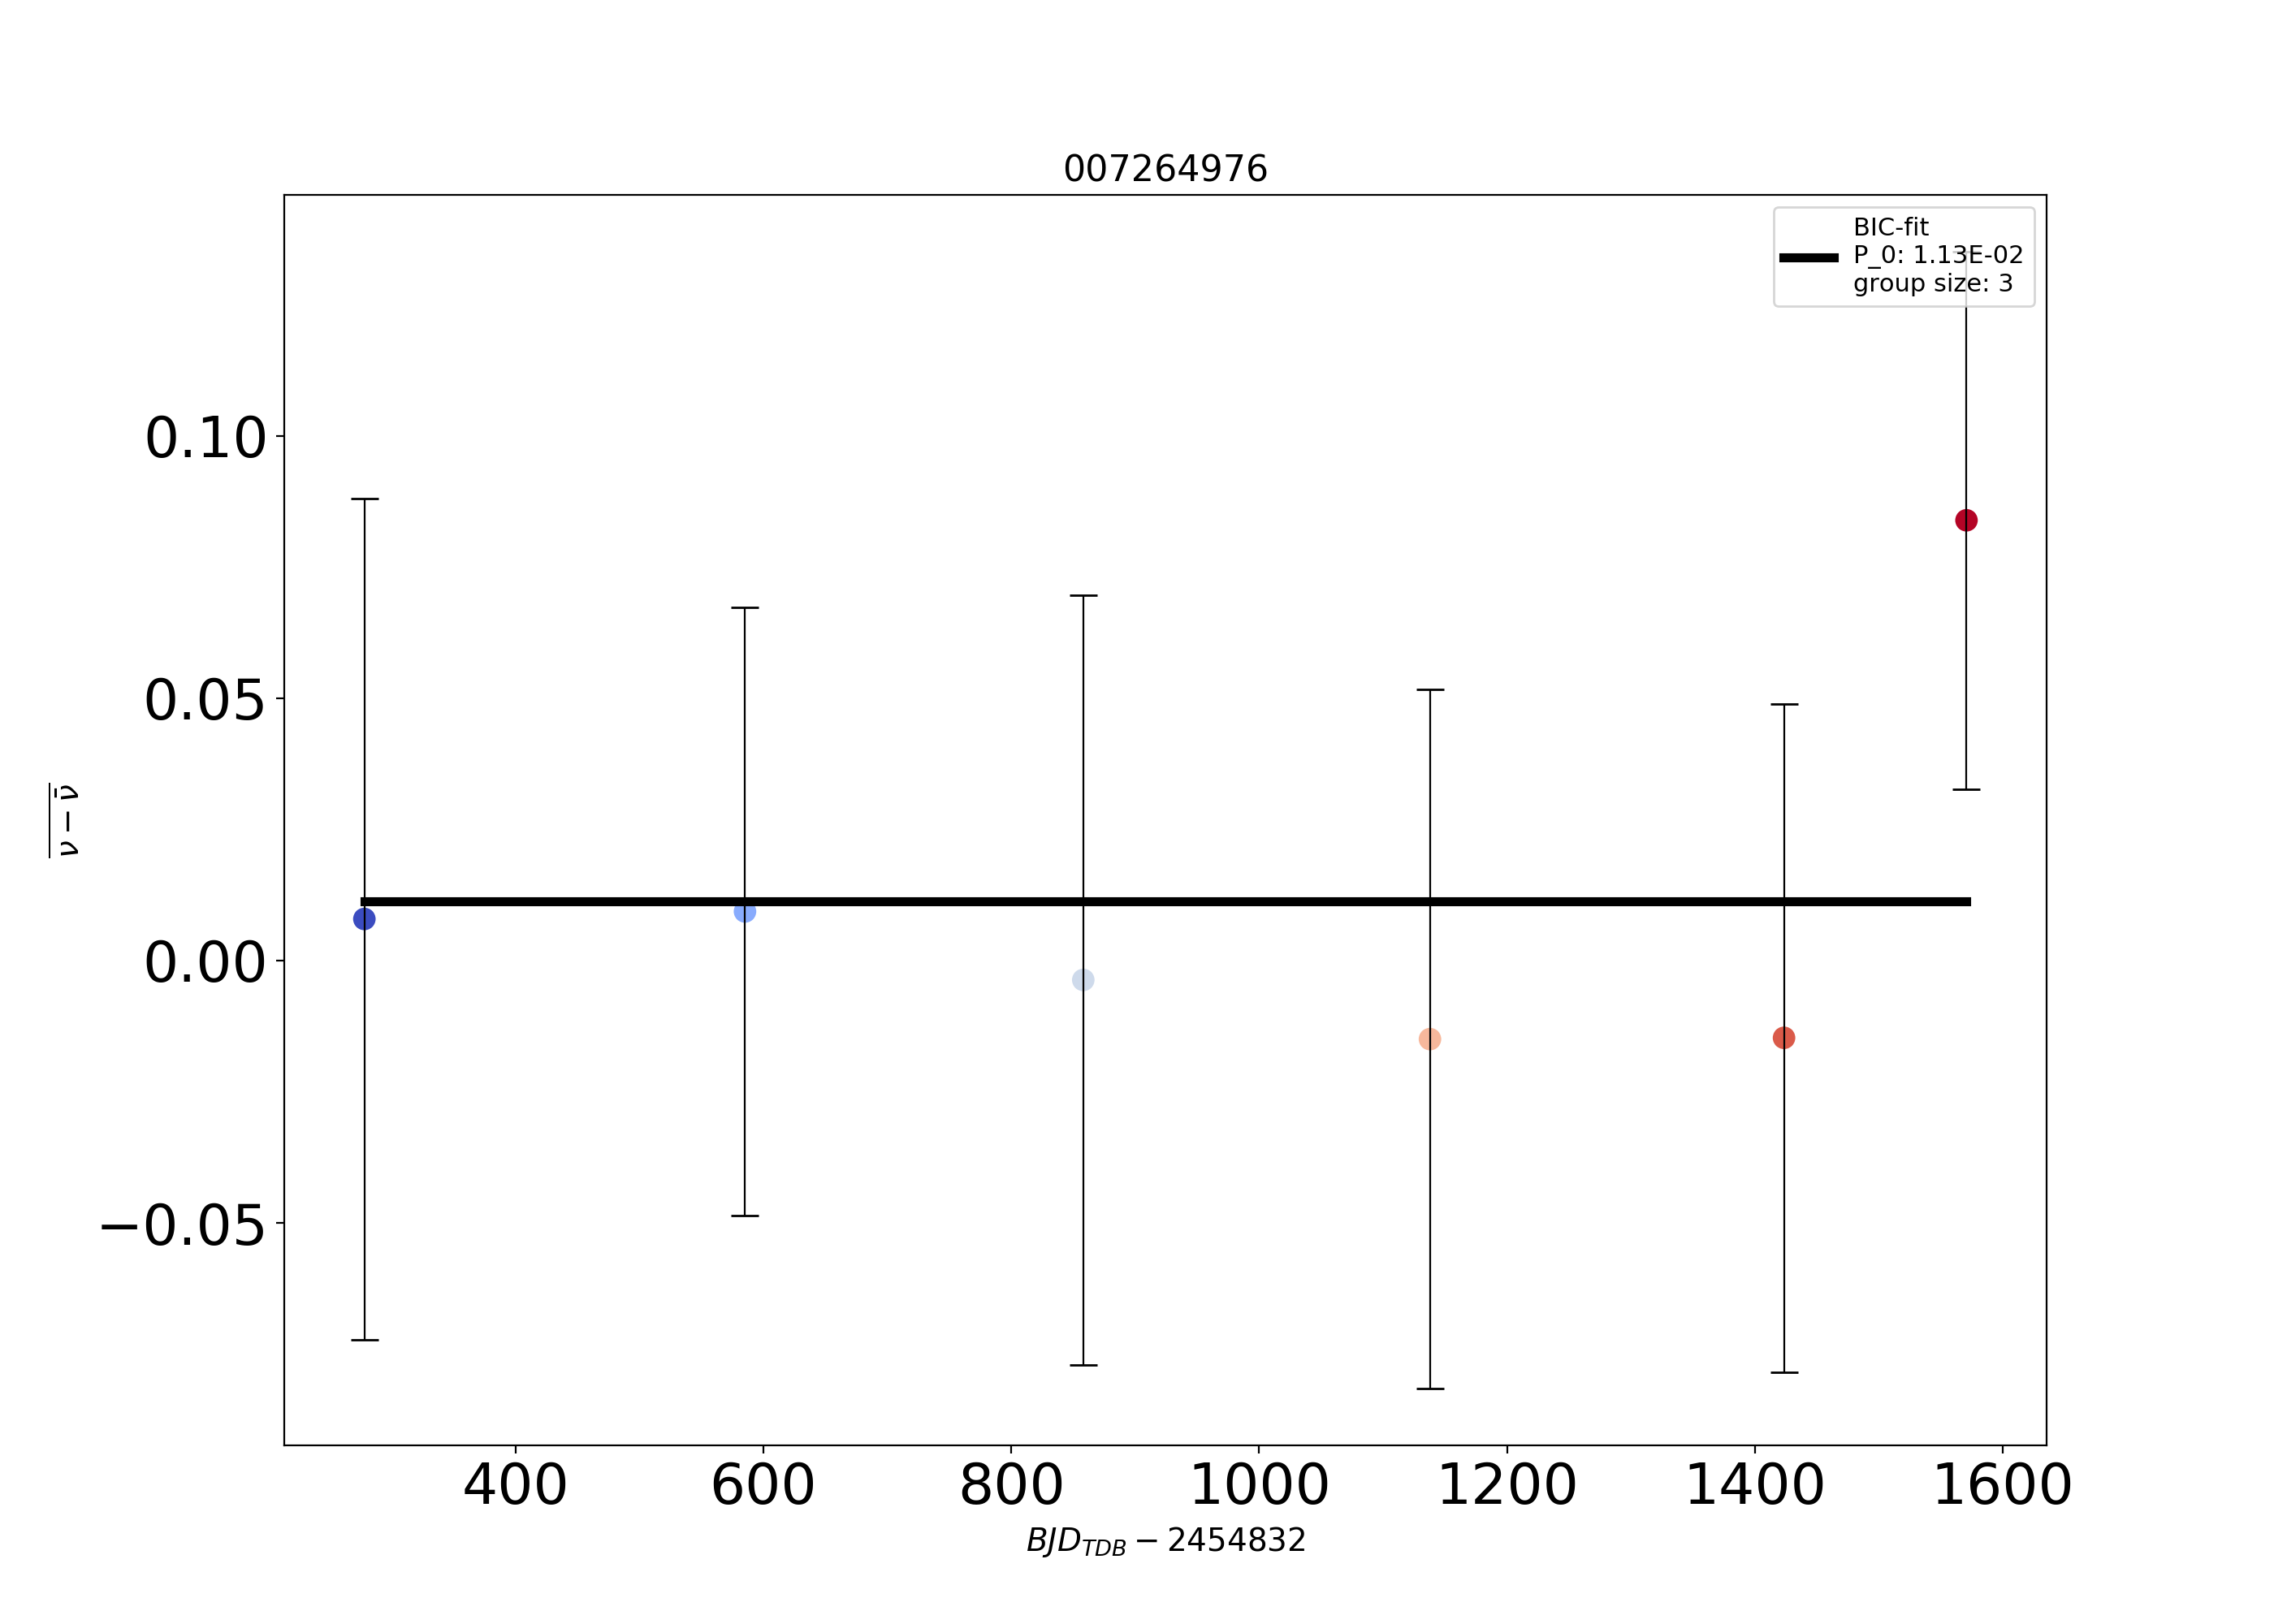 007264976
BIC-fit
P_0: 1.13E-02
group size: 3
0.10
0.05
0.00
−0.05
ν − ν̄
400 600 800 1000 1200 1400 1600
BJD_TDB − 2454832